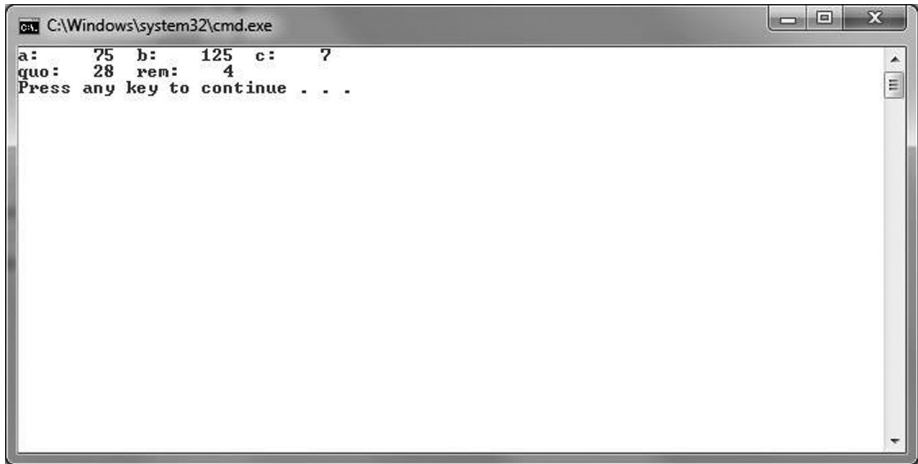 C:\Windows\system32\cmd.exe
a:      75  b:     125  c:      7
quo:    28  rem:      4
Press any key to continue . . .